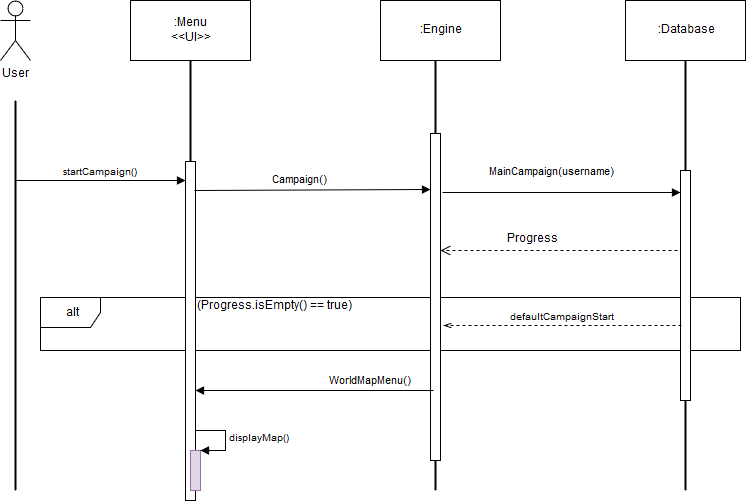 :Menu
<<UI>>
:Engine
:Database
User
startCampaign()
Campaign()
MainCampaign(username)
Progress
alt
(Progress.isEmpty() == true)
defaultCampaignStart
WorldMapMenu()
displayMap()